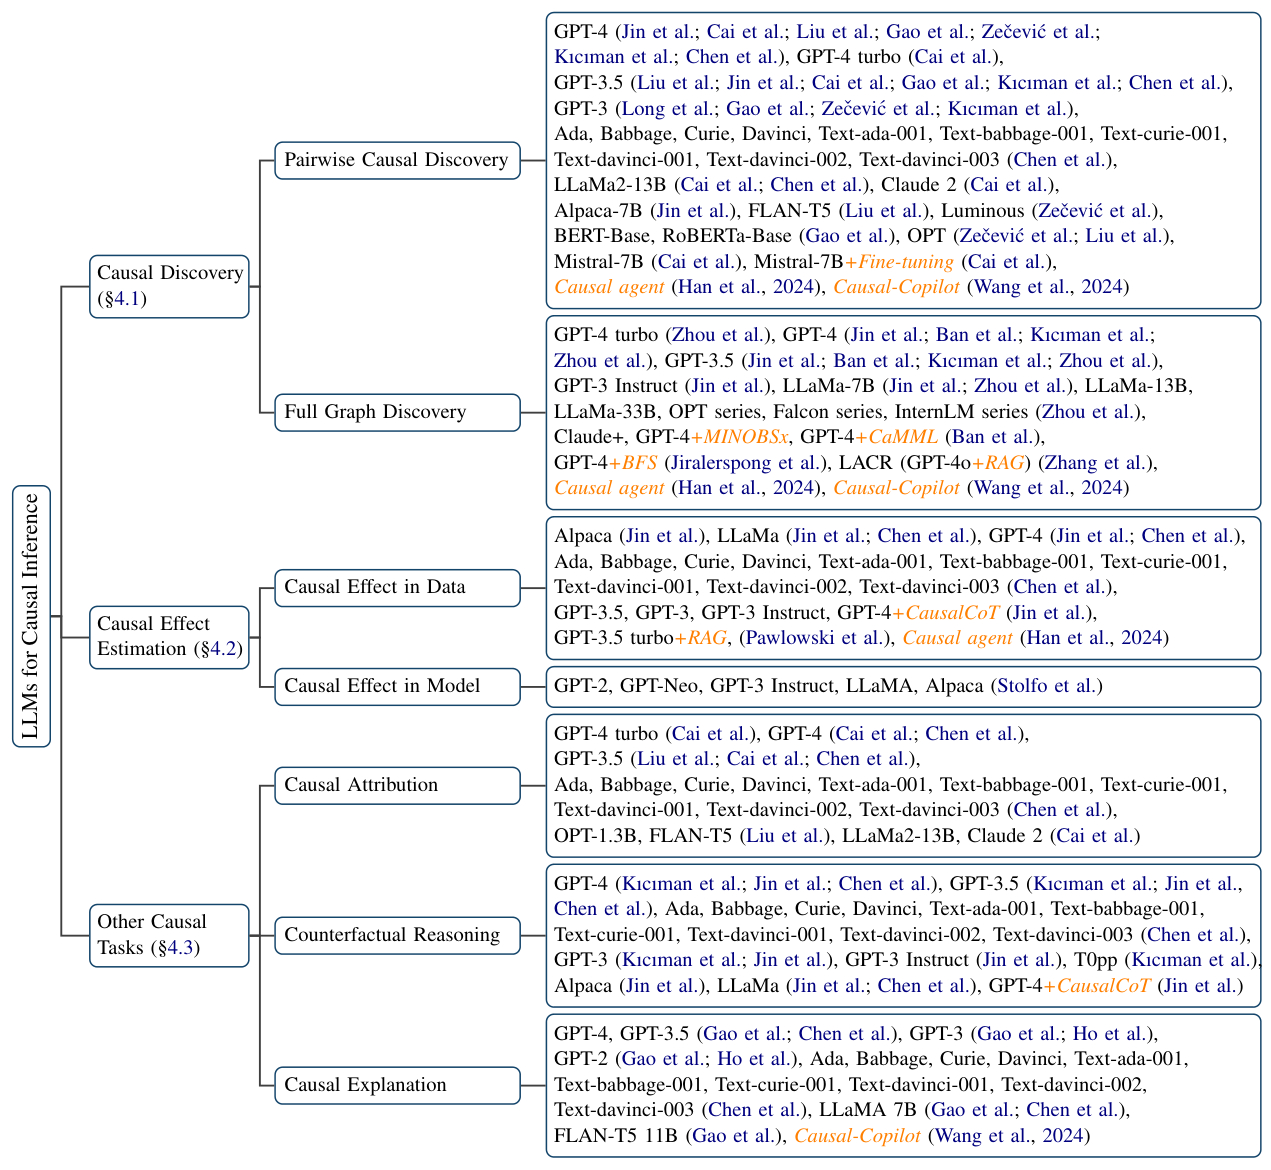 LLMs for Causal Inference
Causal Discovery
(§4.1)
Pairwise Causal Discovery
GPT-4 (Jin et al.; Cai et al.; Liu et al.; Gao et al.; Zečević et al.;
Kıcıman et al.; Chen et al.), GPT-4 turbo (Cai et al.),
GPT-3.5 (Liu et al.; Jin et al.; Cai et al.; Gao et al.; Kıcıman et al.; Chen et al.),
GPT-3 (Long et al.; Gao et al.; Zečević et al.; Kıcıman et al.),
Ada, Babbage, Curie, Davinci, Text-ada-001, Text-babbage-001, Text-curie-001,
Text-davinci-001, Text-davinci-002, Text-davinci-003 (Chen et al.),
LLaMa2-13B (Cai et al.; Chen et al.), Claude 2 (Cai et al.),
Alpaca-7B (Jin et al.), FLAN-T5 (Liu et al.), Luminous (Zečević et al.),
BERT-Base, RoBERTa-Base (Gao et al.), OPT (Zečević et al.; Liu et al.),
Mistral-7B (Cai et al.), Mistral-7B+Fine-tuning (Cai et al.),
Causal agent (Han et al., 2024), Causal-Copilot (Wang et al., 2024)
Full Graph Discovery
GPT-4 turbo (Zhou et al.), GPT-4 (Jin et al.; Ban et al.; Kıcıman et al.;
Zhou et al.), GPT-3.5 (Jin et al.; Ban et al.; Kıcıman et al.; Zhou et al.),
GPT-3 Instruct (Jin et al.), LLaMa-7B (Jin et al.; Zhou et al.), LLaMa-13B,
LLaMa-33B, OPT series, Falcon series, InternLM series (Zhou et al.),
Claude+, GPT-4+MINOBSx, GPT-4+CaMML (Ban et al.),
GPT-4+BFS (Jiralerspong et al.), LACR (GPT-4o+RAG) (Zhang et al.),
Causal agent (Han et al., 2024), Causal-Copilot (Wang et al., 2024)
Causal Effect
Estimation (§4.2)
Causal Effect in Data
Alpaca (Jin et al.), LLaMa (Jin et al.; Chen et al.), GPT-4 (Jin et al.; Chen et al.),
Ada, Babbage, Curie, Davinci, Text-ada-001, Text-babbage-001, Text-curie-001,
Text-davinci-001, Text-davinci-002, Text-davinci-003 (Chen et al.),
GPT-3.5, GPT-3, GPT-3 Instruct, GPT-4+CausalCoT (Jin et al.),
GPT-3.5 turbo+RAG, (Pawlowski et al.), Causal agent (Han et al., 2024)
Causal Effect in Model
GPT-2, GPT-Neo, GPT-3 Instruct, LLaMA, Alpaca (Stolfo et al.)
Other Causal
Tasks (§4.3)
Causal Attribution
GPT-4 turbo (Cai et al.), GPT-4 (Cai et al.; Chen et al.),
GPT-3.5 (Liu et al.; Cai et al.; Chen et al.),
Ada, Babbage, Curie, Davinci, Text-ada-001, Text-babbage-001, Text-curie-001,
Text-davinci-001, Text-davinci-002, Text-davinci-003 (Chen et al.),
OPT-1.3B, FLAN-T5 (Liu et al.), LLaMa2-13B, Claude 2 (Cai et al.)
Counterfactual Reasoning
GPT-4 (Kıcıman et al.; Jin et al.; Chen et al.), GPT-3.5 (Kıcıman et al.; Jin et al.,
Chen et al.), Ada, Babbage, Curie, Davinci, Text-ada-001, Text-babbage-001,
Text-curie-001, Text-davinci-001, Text-davinci-002, Text-davinci-003 (Chen et al.),
GPT-3 (Kıcıman et al.; Jin et al.), GPT-3 Instruct (Jin et al.), T0pp (Kıcıman et al.),
Alpaca (Jin et al.), LLaMa (Jin et al.; Chen et al.), GPT-4+CausalCoT (Jin et al.)
Causal Explanation
GPT-4, GPT-3.5 (Gao et al.; Chen et al.), GPT-3 (Gao et al.; Ho et al.),
GPT-2 (Gao et al.; Ho et al.), Ada, Babbage, Curie, Davinci, Text-ada-001,
Text-babbage-001, Text-curie-001, Text-davinci-001, Text-davinci-002,
Text-davinci-003 (Chen et al.), LLaMA 7B (Gao et al.; Chen et al.),
FLAN-T5 11B (Gao et al.), Causal-Copilot (Wang et al., 2024)